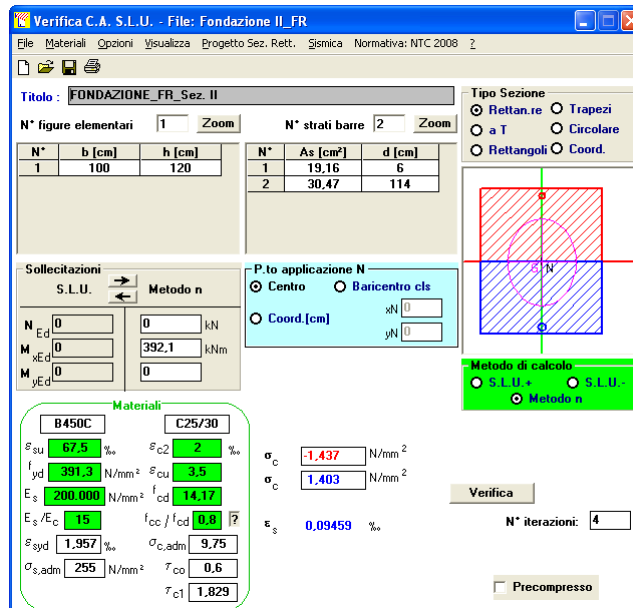 Verifica C.A. S.L.U. - File: Fondazione II_FR
File Materiali Opzioni Visualizza Progetto Sez. Rett. Sismica Normativa: NTC 2008 ?
Titolo : FONDAZIONE_FR_Sez. II
N° figure elementari 1 Zoom N° strati barre 2 Zoom
N° b [cm] h [cm]
1 100 120
N° As [cm²] d [cm]
1 19,16 6
2 30,47 114
Tipo Sezione
Rettan.re Trapezi
a T Circolare
Rettangoli Coord.
G N
Sollecitazioni
S.L.U. Metodo n
N Ed 0 0 kN
M xEd 0 392,1 kNm
M yEd 0 0
P.to applicazione N
Centro Baricentro cls
Coord.[cm] xN 0
yN 0
Metodo di calcolo
S.L.U.+ S.L.U.-
Metodo n
Materiali
B450C C25/30
εsu 67,5 ‰ εc2 2 ‰
fyd 391,3 N/mm² εcu 3,5
Es 200.000 N/mm² fcd 14,17
Es/Ec 15 fcc/fcd 0,8 ?
εsyd 1,957 ‰ σc,adm 9,75
σs,adm 255 N/mm² τco 0,6
τc1 1,829
σc -1,437 N/mm²
σc 1,403 N/mm²
εs 0,09459 ‰
Verifica
N° iterazioni: 4
Precompresso